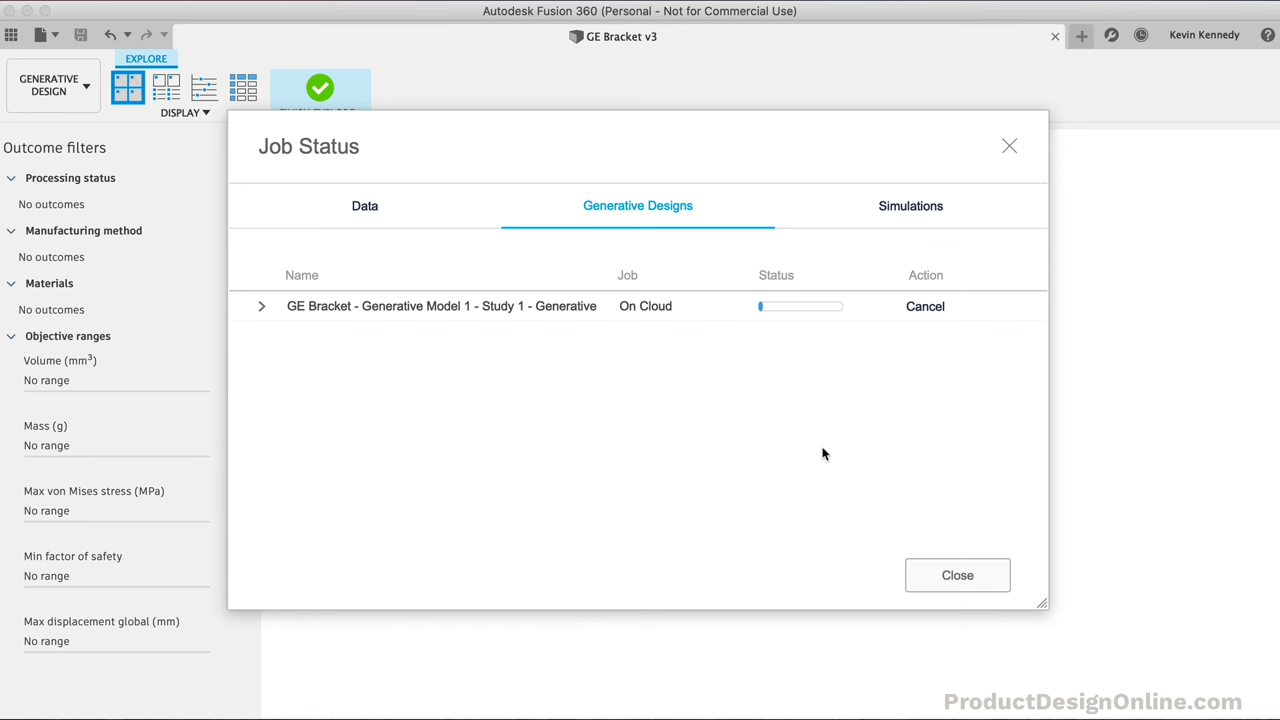 Autodesk Fusion 360 (Personal - Not for Commercial Use)
GE Bracket v3
Kevin Kennedy
GENERATIVE
DESIGN
EXPLORE
DISPLAY
Outcome filters
Processing status
No outcomes
Manufacturing method
No outcomes
Materials
No outcomes
Objective ranges
Volume (mm³)
No range
Mass (g)
No range
Max von Mises stress (MPa)
No range
Min factor of safety
No range
Max displacement global (mm)
No range
Job Status
Data
Generative Designs
Simulations
Name
Job
Status
Action
GE Bracket - Generative Model 1 - Study 1 - Generative
On Cloud
Cancel
Close
ProductDesignOnline.com